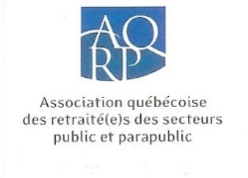 AQ
RP
Association québécoise
des retraité(e)s des secteurs
public et parapublic